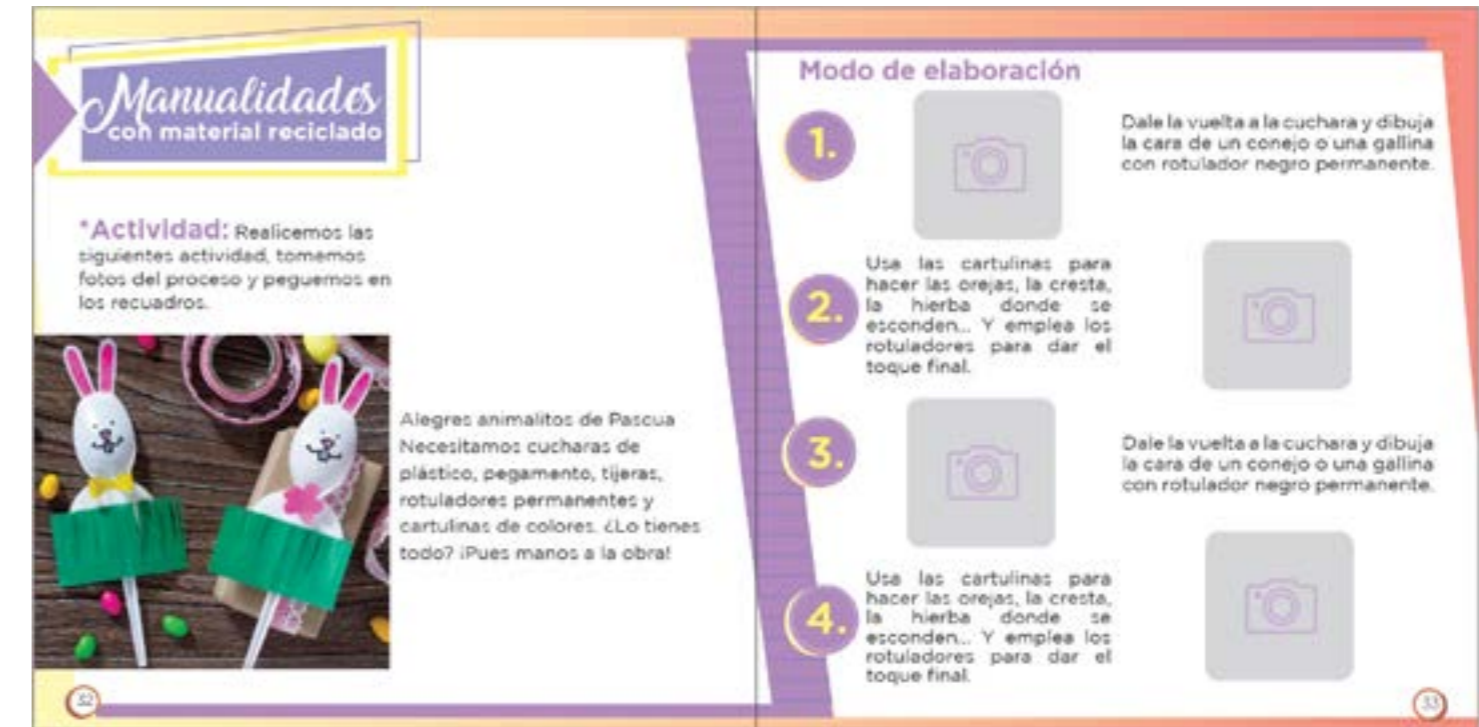 Manualidades
con material reciclado
*Actividad: Realicemos las
siguientes actividad, tomemos
fotos del proceso y peguemos en
los recuadros.
Alegres animalitos de Pascua
Necesitamos cucharas de
plástico, pegamento, tijeras,
rotuladores permanentes y
cartulinas de colores. ¿Lo tienes
todo? ¡Pues manos a la obra!
32
Modo de elaboración
1.
Dale la vuelta a la cuchara y dibuja
la cara de un conejo o una gallina
con rotulador negro permanente.
2.
Usa las cartulinas para
hacer las orejas, la cresta,
la hierba donde se
esconden... Y emplea los
rotuladores para dar el
toque final.
3.
Dale la vuelta a la cuchara y dibuja
la cara de un conejo o una gallina
con rotulador negro permanente.
4.
Usa las cartulinas para
hacer las orejas, la cresta,
la hierba donde se
esconden... Y emplea los
rotuladores para dar el
toque final.
33